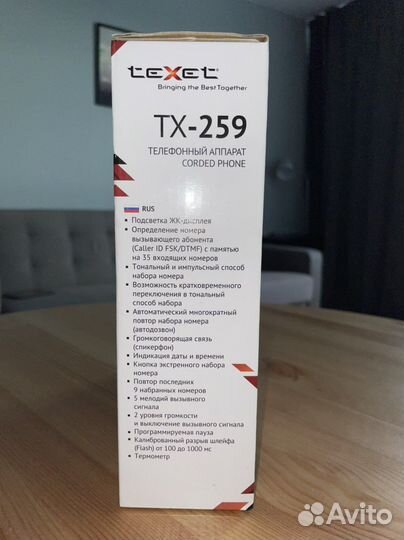 teXet
Bringing the Best Together
TX-259
ТЕЛЕФОННЫЙ АППАРАТ
CORDED PHONE
RUS
• Подсветка ЖК-дисплея
• Определение номера
вызывающего абонента
(Caller ID FSK/DTMF) с памятью
на 35 входящих номеров
• Тональный и импульсный способ
набора номера
• Возможность кратковременного
переключения в тональный
способ набора
• Автоматический многократный
повтор набора номера
(автодозвон)
• Громкоговорящая связь
(спикерфон)
• Индикация даты и времени
• Кнопка экстренного набора
номера
• Повтор последних
9 набранных номеров
• 5 мелодий вызывного
сигнала
• 2 уровня громкости
и выключение вызывного сигнала
• Программируемая пауза
• Калиброванный разрыв шлейфа
(Flash) от 100 до 1000 мс
• Термометр
Avito